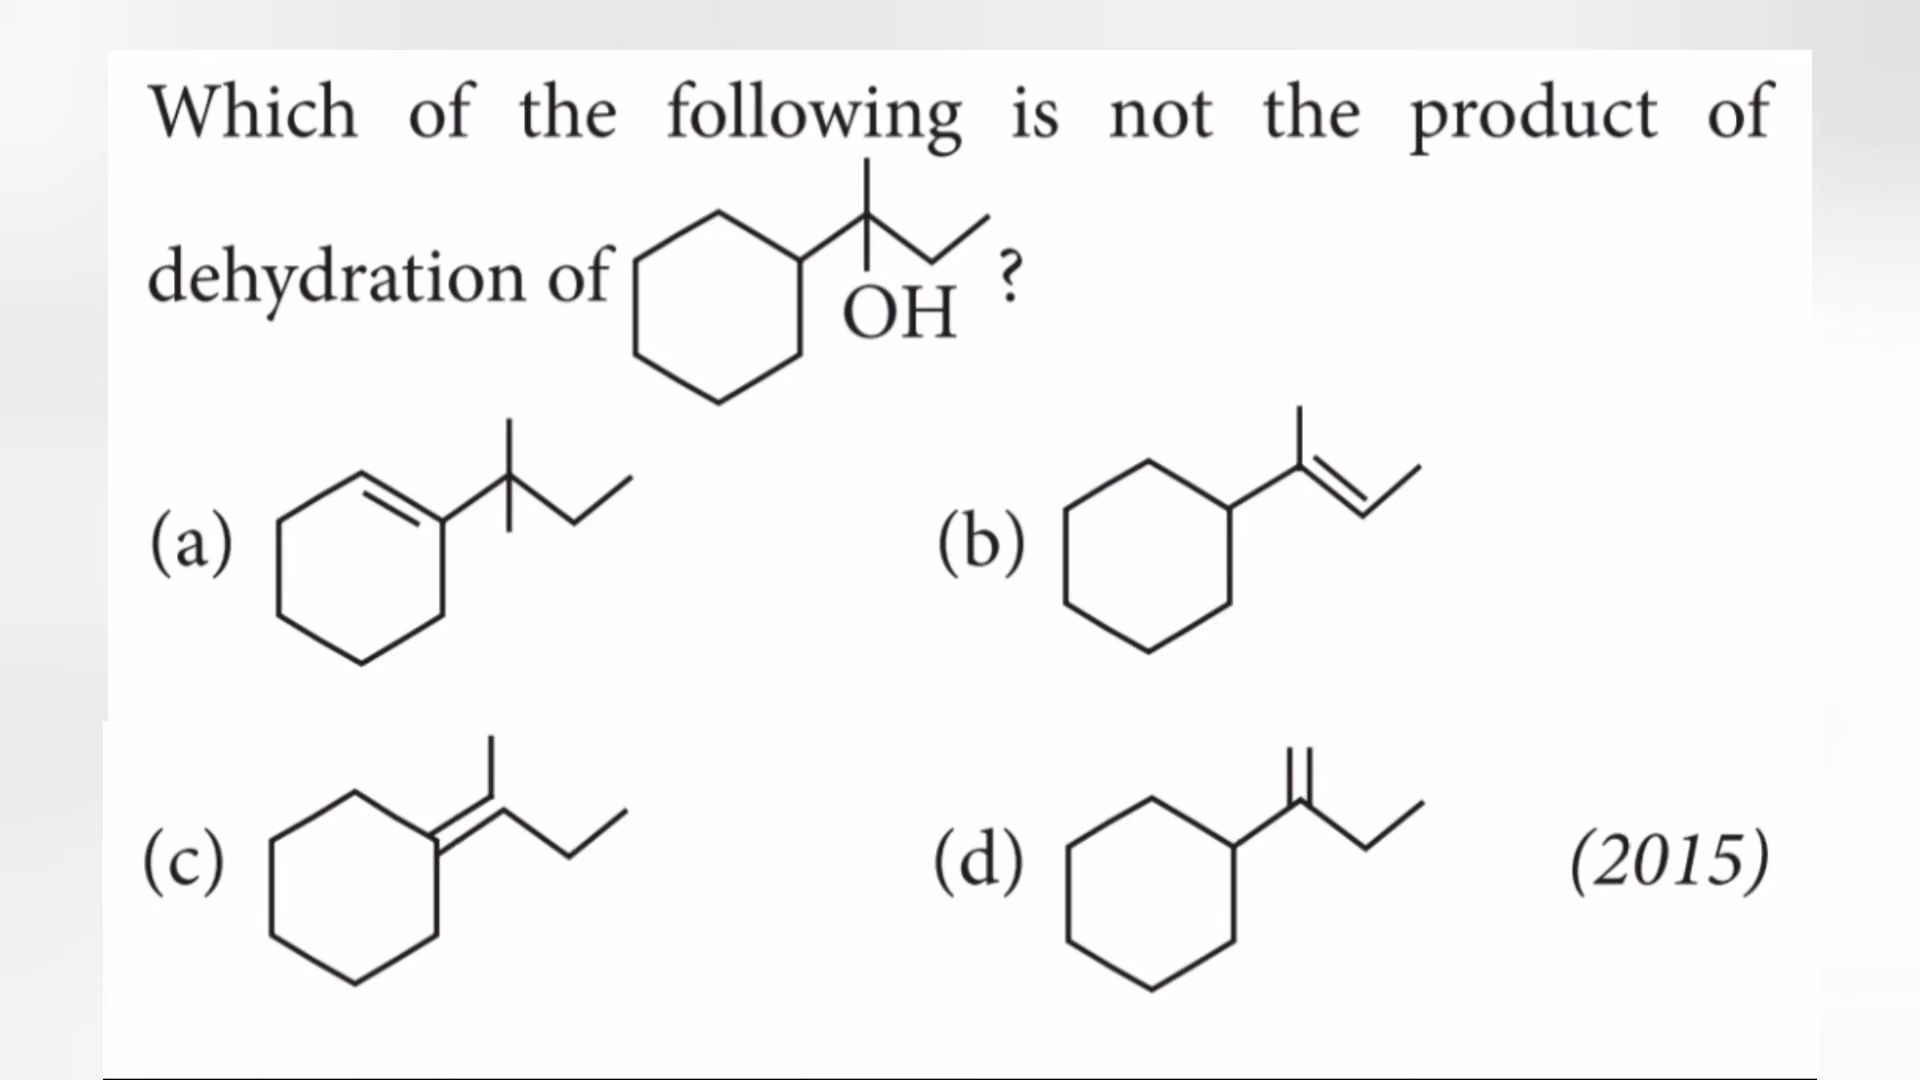 Which of the following is not the product of
dehydration of ?
OH
(a)
(b)
(c)
(d)
(2015)